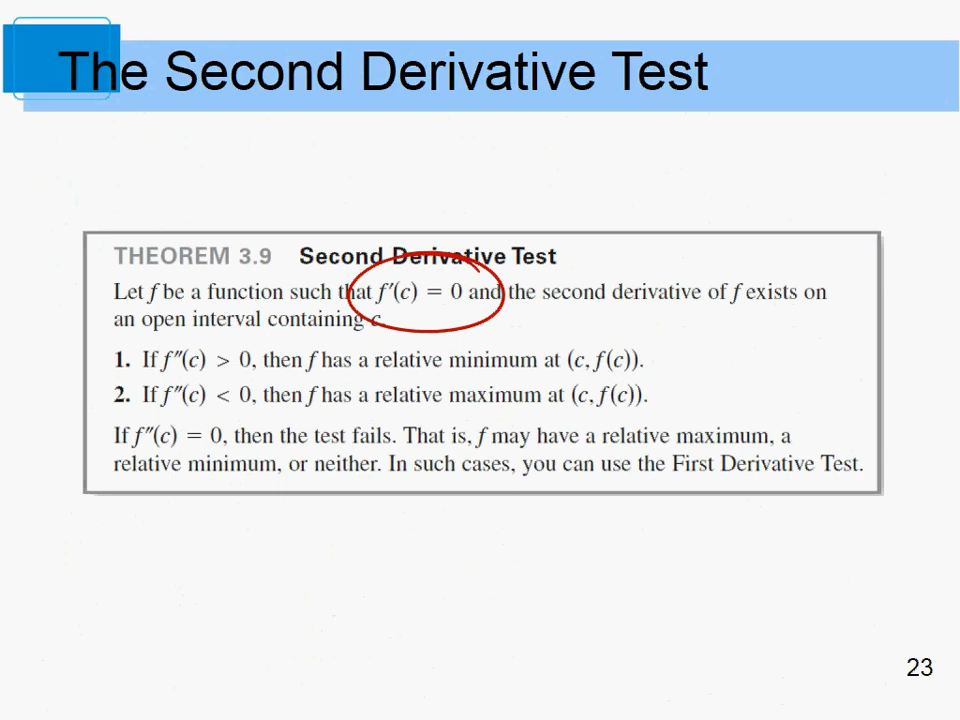 The Second Derivative Test
THEOREM 3.9 Second Derivative Test
Let f be a function such that f′(c) = 0 and the second derivative of f exists on
an open interval containing c.
1. If f″(c) > 0, then f has a relative minimum at (c, f(c)).
2. If f″(c) < 0, then f has a relative maximum at (c, f(c)).
If f″(c) = 0, then the test fails. That is, f may have a relative maximum, a
relative minimum, or neither. In such cases, you can use the First Derivative Test.
23